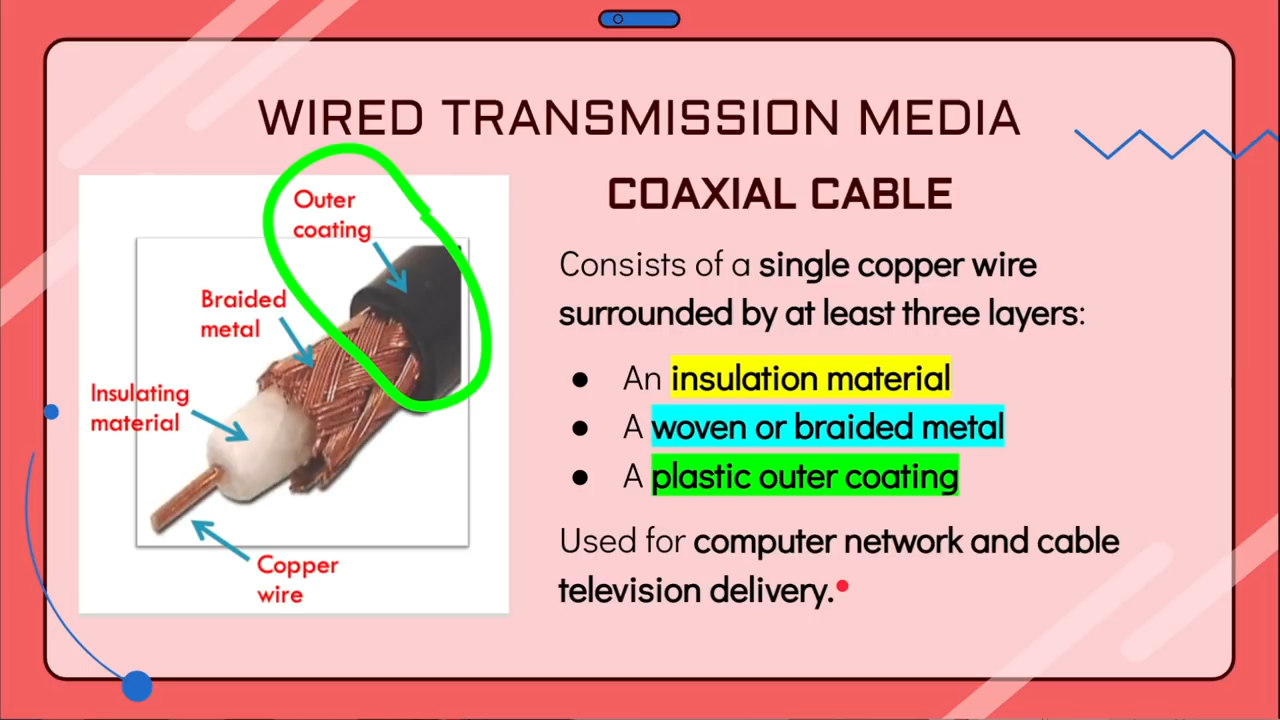 WIRED TRANSMISSION MEDIA
Outer
coating
Braided
metal
Insulating
material
Copper
wire
COAXIAL CABLE
Consists of a single copper wire
surrounded by at least three layers:
● An insulation material
● A woven or braided metal
● A plastic outer coating
Used for computer network and cable
television delivery.